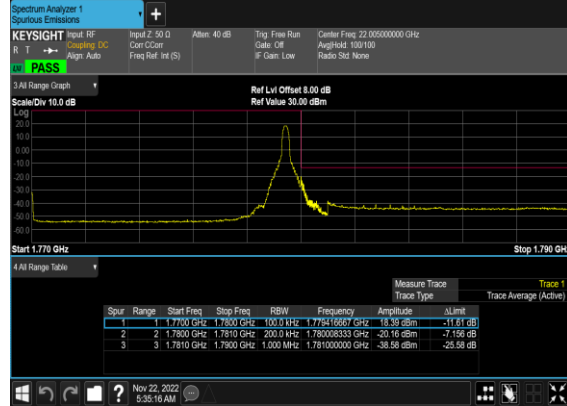 Spectrum Analyzer 1
Spurious Emissions
+
KEYSIGHT Input: RF Input Z: 50 Ω Atten: 40 dB Trig: Free Run Center Freq: 22.005000000 GHz
R T Coupling: DC Corr CCorr Gate: Off Avg|Hold: 100/100
Align: Auto Freq Ref: Int (S) IF Gain: Low Radio Std: None
LW PASS
3 All Range Graph ▼ Ref Lvl Offset 8.00 dB
Scale/Div 10.0 dB Ref Value 30.00 dBm
Log
20.0
10.0
0.00
-10.0
-20.0
-30.0
-40.0
-50.0
-60.0
Start 1.770 GHz Stop 1.790 GH
4 All Range Table ▼
Measure Trace Trace 1
Trace Type Trace Average (Active)
Spur Range Start Freq Stop Freq RBW Frequency Amplitude ΔLimit
1 1 1.7700 GHz 1.7800 GHz 100.0 kHz 1.779416667 GHz 18.39 dBm -11.61 dB
2 2 1.7800 GHz 1.7810 GHz 200.0 kHz 1.780008333 GHz -20.16 dBm -7.156 dB
3 3 1.7810 GHz 1.7900 GHz 1.000 MHz 1.781000000 GHz -38.58 dBm -25.58 dB
? Nov 22, 2022
5:35:16 AM